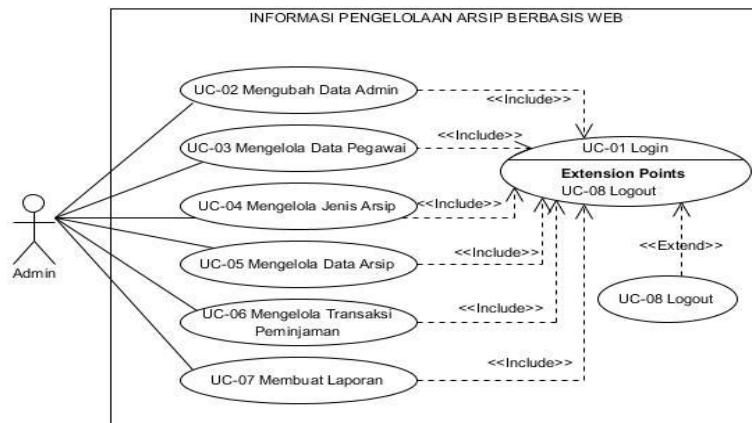 INFORMASI PENGELOLAAN ARSIP BERBASIS WEB
UC-02 Mengubah Data Admin
<<Include>>
UC-03 Mengelola Data Pegawai
<<Include>>
UC-01 Login
Extension Points
UC-08 Logout
UC-04 Mengelola Jenis Arsip
<<Include>>
Admin
UC-05 Mengelola Data Arsip
<<Include>>
<<Extend>>
UC-08 Logout
UC-06 Mengelola Transaksi
Peminjaman
<<Include>>
UC-07 Membuat Laporan
<<Include>>